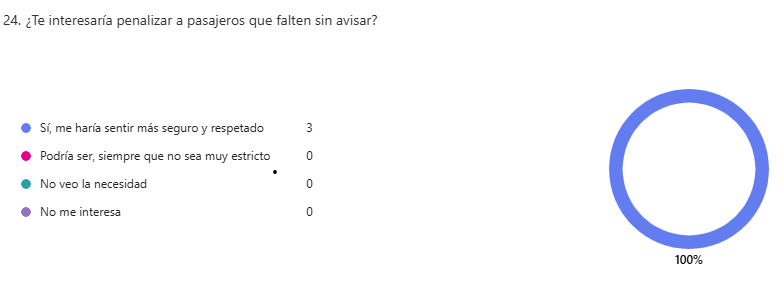 24. ¿Te interesaría penalizar a pasajeros que falten sin avisar?
Sí, me haría sentir más seguro y respetado 3
Podría ser, siempre que no sea muy estricto 0
No veo la necesidad 0
No me interesa 0
100%